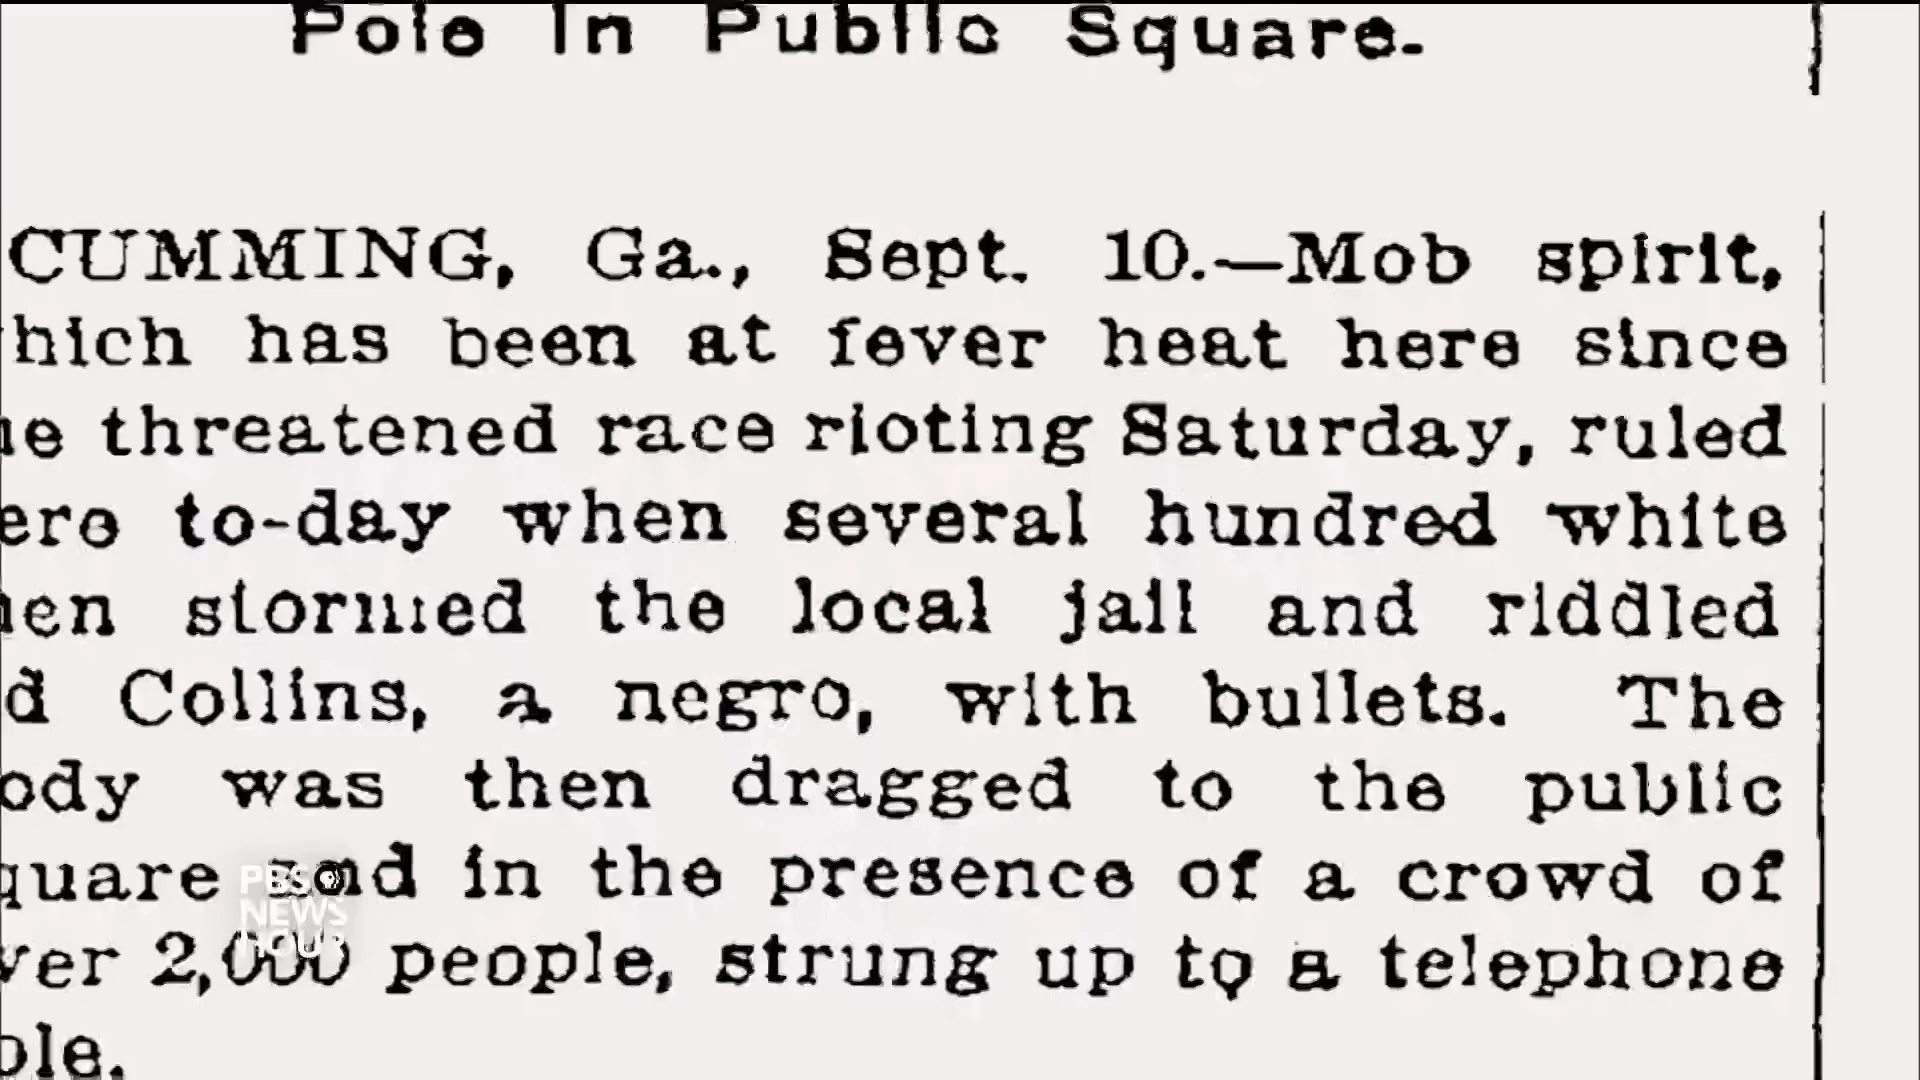 Pole in Public Square.
CUMMING, Ga., Sept. 10.—Mob spirit,
hich has been at fever heat here since
he threatened race rioting Saturday, ruled
ere to-day when several hundred white
en stormed the local jail and riddled
d Collins, a negro, with bullets. The
ody was then dragged to the public
quare and in the presence of a crowd of
ver 2,000 people, strung up to a telephone
ole.
PBS
NEWS
HOUR